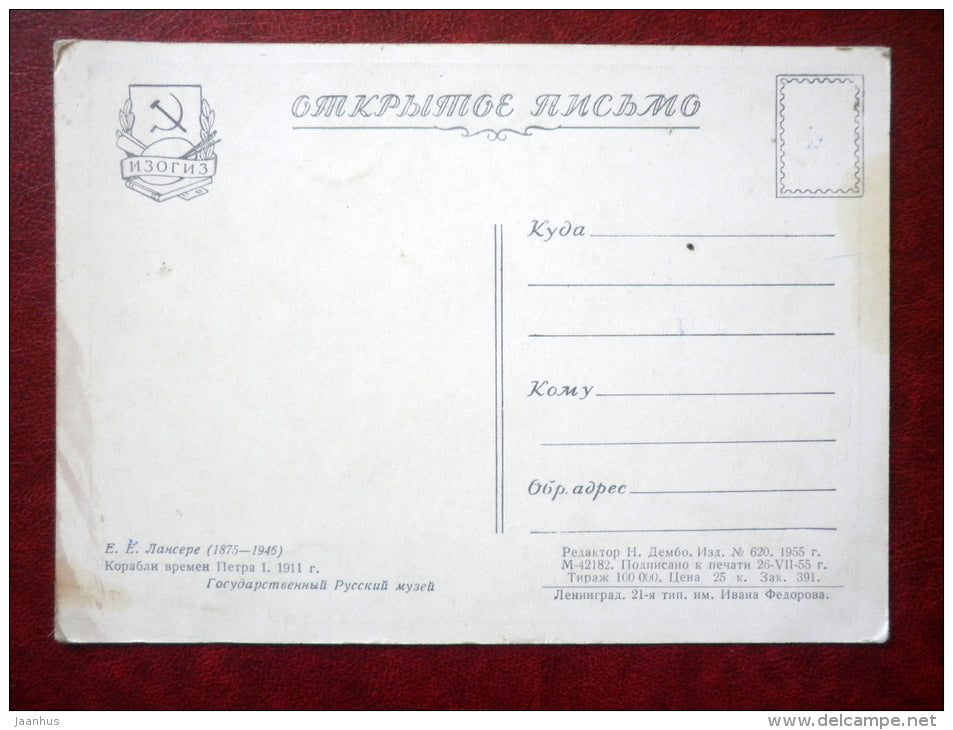 ОТКРЫТОЕ ПИСЬМО
ИЗОГИЗ
Куда
Кому
Обр. адрес
Е. Е. Лансере (1875—1946)
Корабли времен Петра I. 1911 г.
Государственный Русский музей
Редактор Н. Дембо. Изд. № 620. 1955 г.
М-42182. Подписано к печати 26-VII-55 г.
Тираж 100 000. Цена 25 к. Зак. 391.
Ленинград. 21-я тип. им. Ивана Федорова.
jaanhus
www.delcampe.net